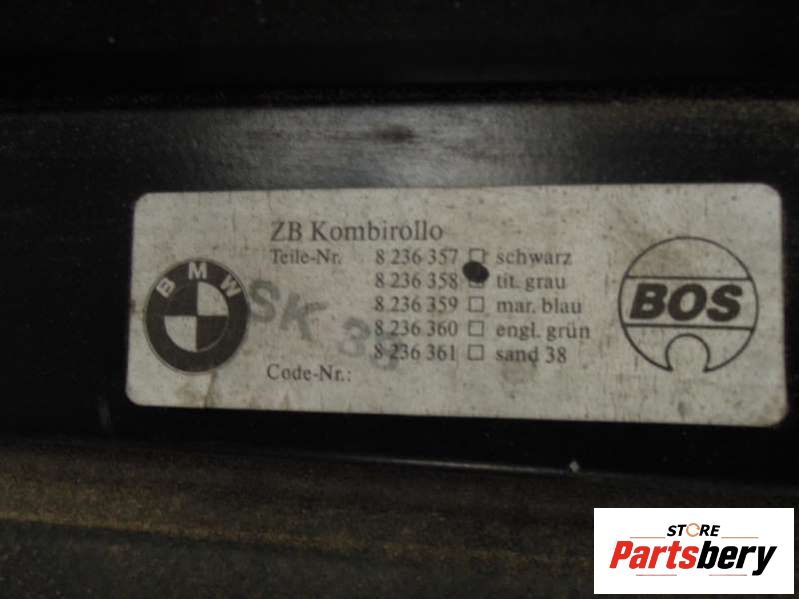 ZB Kombirollo
Teile-Nr. 8 236 357 schwarz
8 236 358 tit. grau
8 236 359 mar. blau
8 236 360 engl. grün
8 236 361 sand 38
Code-Nr.:
BMW
SK 38
BOS
STORE
Partsbery